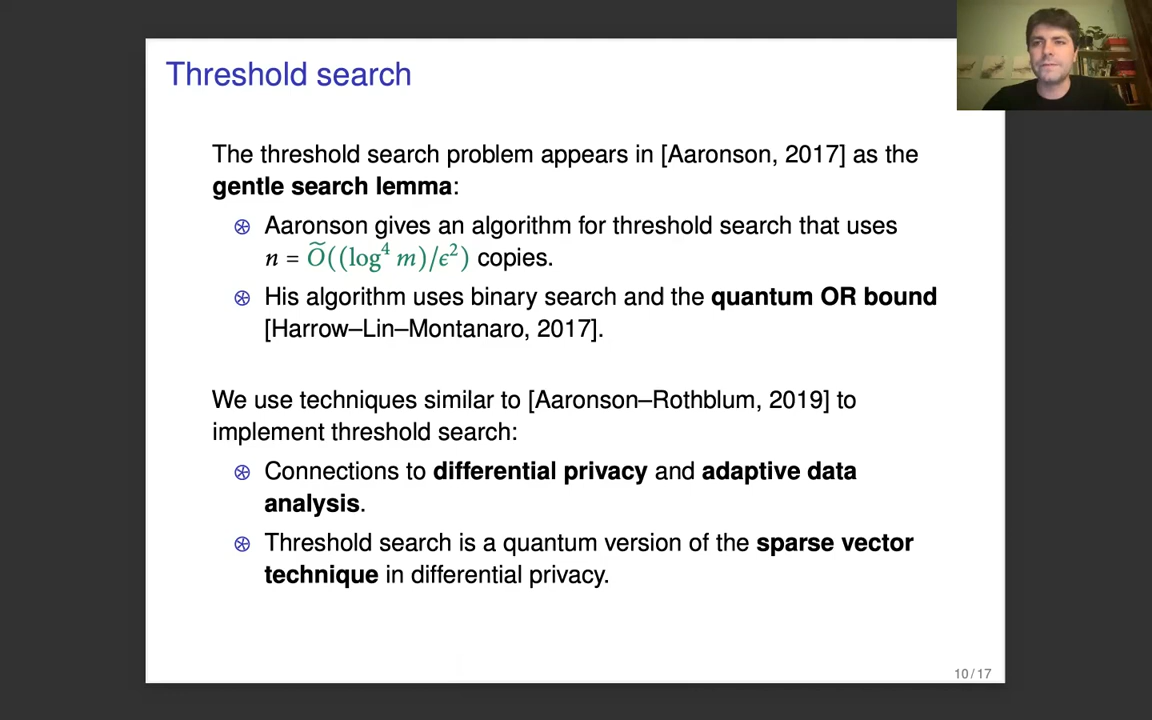 Threshold search
The threshold search problem appears in [Aaronson, 2017] as the
gentle search lemma:
Aaronson gives an algorithm for threshold search that uses
n = Õ((log⁴ m)/ϵ²) copies.
His algorithm uses binary search and the quantum OR bound
[Harrow–Lin–Montanaro, 2017].
We use techniques similar to [Aaronson–Rothblum, 2019] to
implement threshold search:
Connections to differential privacy and adaptive data
analysis.
Threshold search is a quantum version of the sparse vector
technique in differential privacy.
10/17